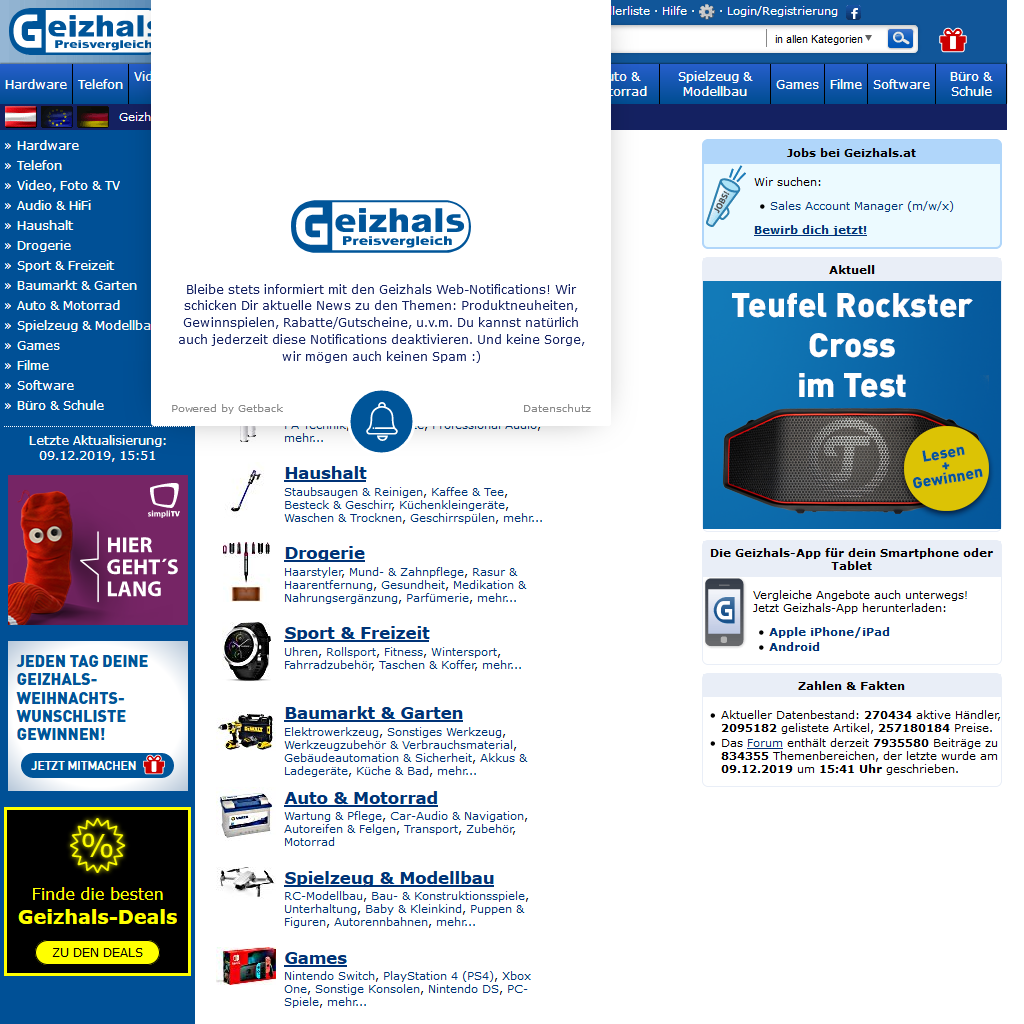 Geizhals
Preisvergleich
Hilfe · Login/Registrierung
in allen Kategorien
Hardware
Telefon
Spielzeug &
Modellbau
Games
Filme
Software
Büro &
Schule
» Hardware
» Telefon
» Video, Foto & TV
» Audio & HiFi
» Haushalt
» Drogerie
» Sport & Freizeit
» Baumarkt & Garten
» Auto & Motorrad
» Spielzeug & Modellba
» Games
» Filme
» Software
» Büro & Schule
Letzte Aktualisierung:
09.12.2019, 15:51
simpliTV
HIER
GEHT´S
LANG
JEDEN TAG DEINE
GEIZHALS-
WEIHNACHTS-
WUNSCHLISTE
GEWINNEN!
JETZT MITMACHEN
%
Finde die besten
Geizhals-Deals
ZU DEN DEALS
Geizhals
Preisvergleich
Bleibe stets informiert mit den Geizhals Web-Notifications! Wir
schicken Dir aktuelle News zu den Themen: Produktneuheiten,
Gewinnspielen, Rabatte/Gutscheine, u.v.m. Du kannst natürlich
auch jederzeit diese Notifications deaktivieren. Und keine Sorge,
wir mögen auch keinen Spam :)
Powered by Getback
Datenschutz
mehr...
Haushalt
Staubsaugen & Reinigen, Kaffee & Tee,
Besteck & Geschirr, Küchenkleingeräte,
Waschen & Trocknen, Geschirrspülen, mehr...
Drogerie
Haarstyler, Mund- & Zahnpflege, Rasur &
Haarentfernung, Gesundheit, Medikation &
Nahrungsergänzung, Parfümerie, mehr...
Sport & Freizeit
Uhren, Rollsport, Fitness, Wintersport,
Fahrradzubehör, Taschen & Koffer, mehr...
Baumarkt & Garten
Elektrowerkzeug, Sonstiges Werkzeug,
Werkzeugzubehör & Verbrauchsmaterial,
Gebäudeautomation & Sicherheit, Akkus &
Ladegeräte, Küche & Bad, mehr...
Auto & Motorrad
Wartung & Pflege, Car-Audio & Navigation,
Autoreifen & Felgen, Transport, Zubehör,
Motorrad
Spielzeug & Modellbau
RC-Modellbau, Bau- & Konstruktionsspiele,
Unterhaltung, Baby & Kleinkind, Puppen &
Figuren, Autorennbahnen, mehr...
Games
Nintendo Switch, PlayStation 4 (PS4), Xbox
One, Sonstige Konsolen, Nintendo DS, PC-
Spiele, mehr...
Jobs bei Geizhals.at
JOBS!
Wir suchen:
• Sales Account Manager (m/w/x)
Bewirb dich jetzt!
Aktuell
Teufel Rockster
Cross
im Test
Lesen
+
Gewinnen
Die Geizhals-App für dein Smartphone oder
Tablet
Vergleiche Angebote auch unterwegs!
Jetzt Geizhals-App herunterladen:
• Apple iPhone/iPad
• Android
Zahlen & Fakten
• Aktueller Datenbestand: 270434 aktive Händler,
2095182 gelistete Artikel, 257180184 Preise.
• Das Forum enthält derzeit 7935580 Beiträge zu
834355 Themenbereichen, der letzte wurde am
09.12.2019 um 15:41 Uhr geschrieben.